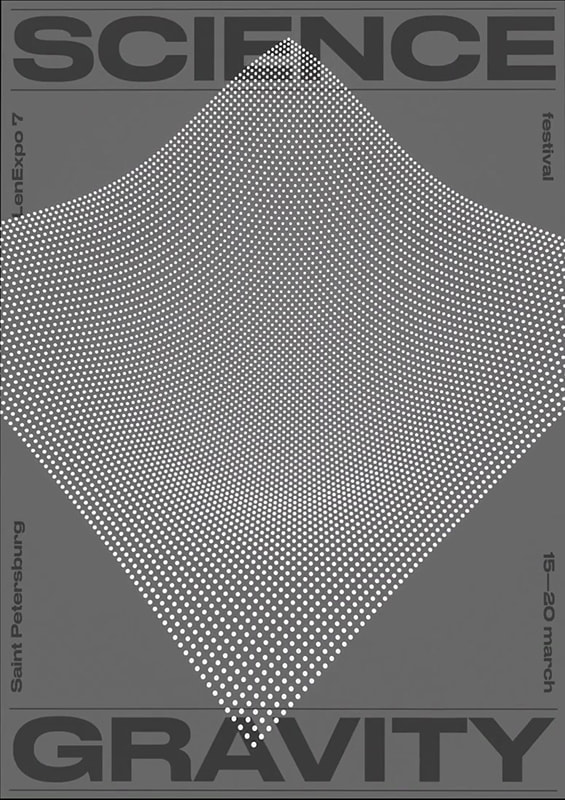 SCIENCE
LenExpo 7
festival
Saint Petersburg
15—20 march
GRAVITY